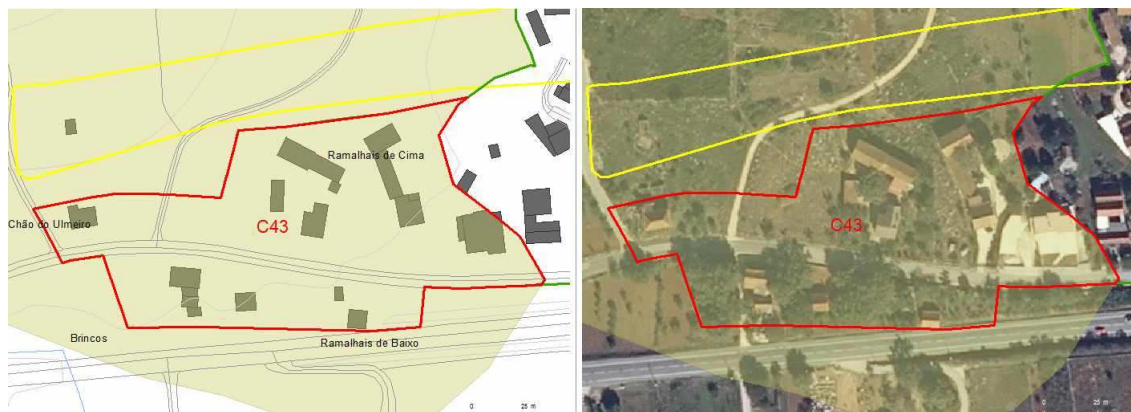 Ramalhais de Cima
Chão do Ulmeiro
C43
Brincos
Ramalhais de Baixo
0 25 m
C43
0 25 m